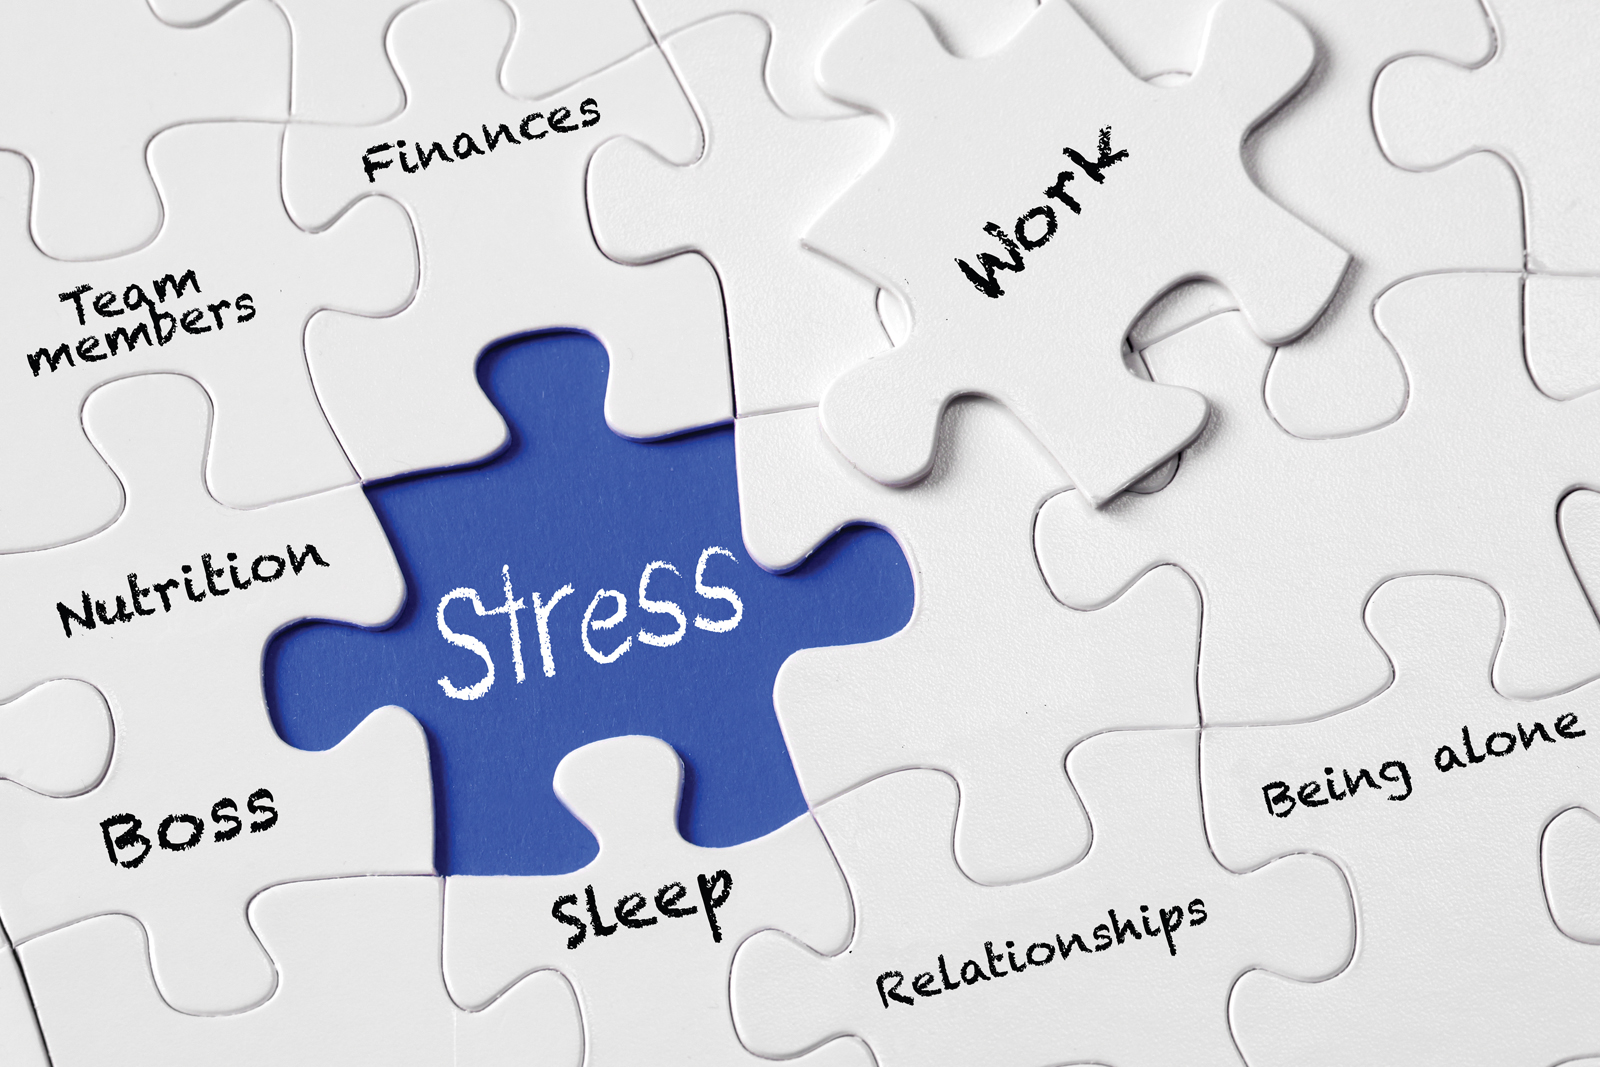 Finances
Work
Team
members
Nutrition
Stress
Boss
Sleep
Being alone
Relationships